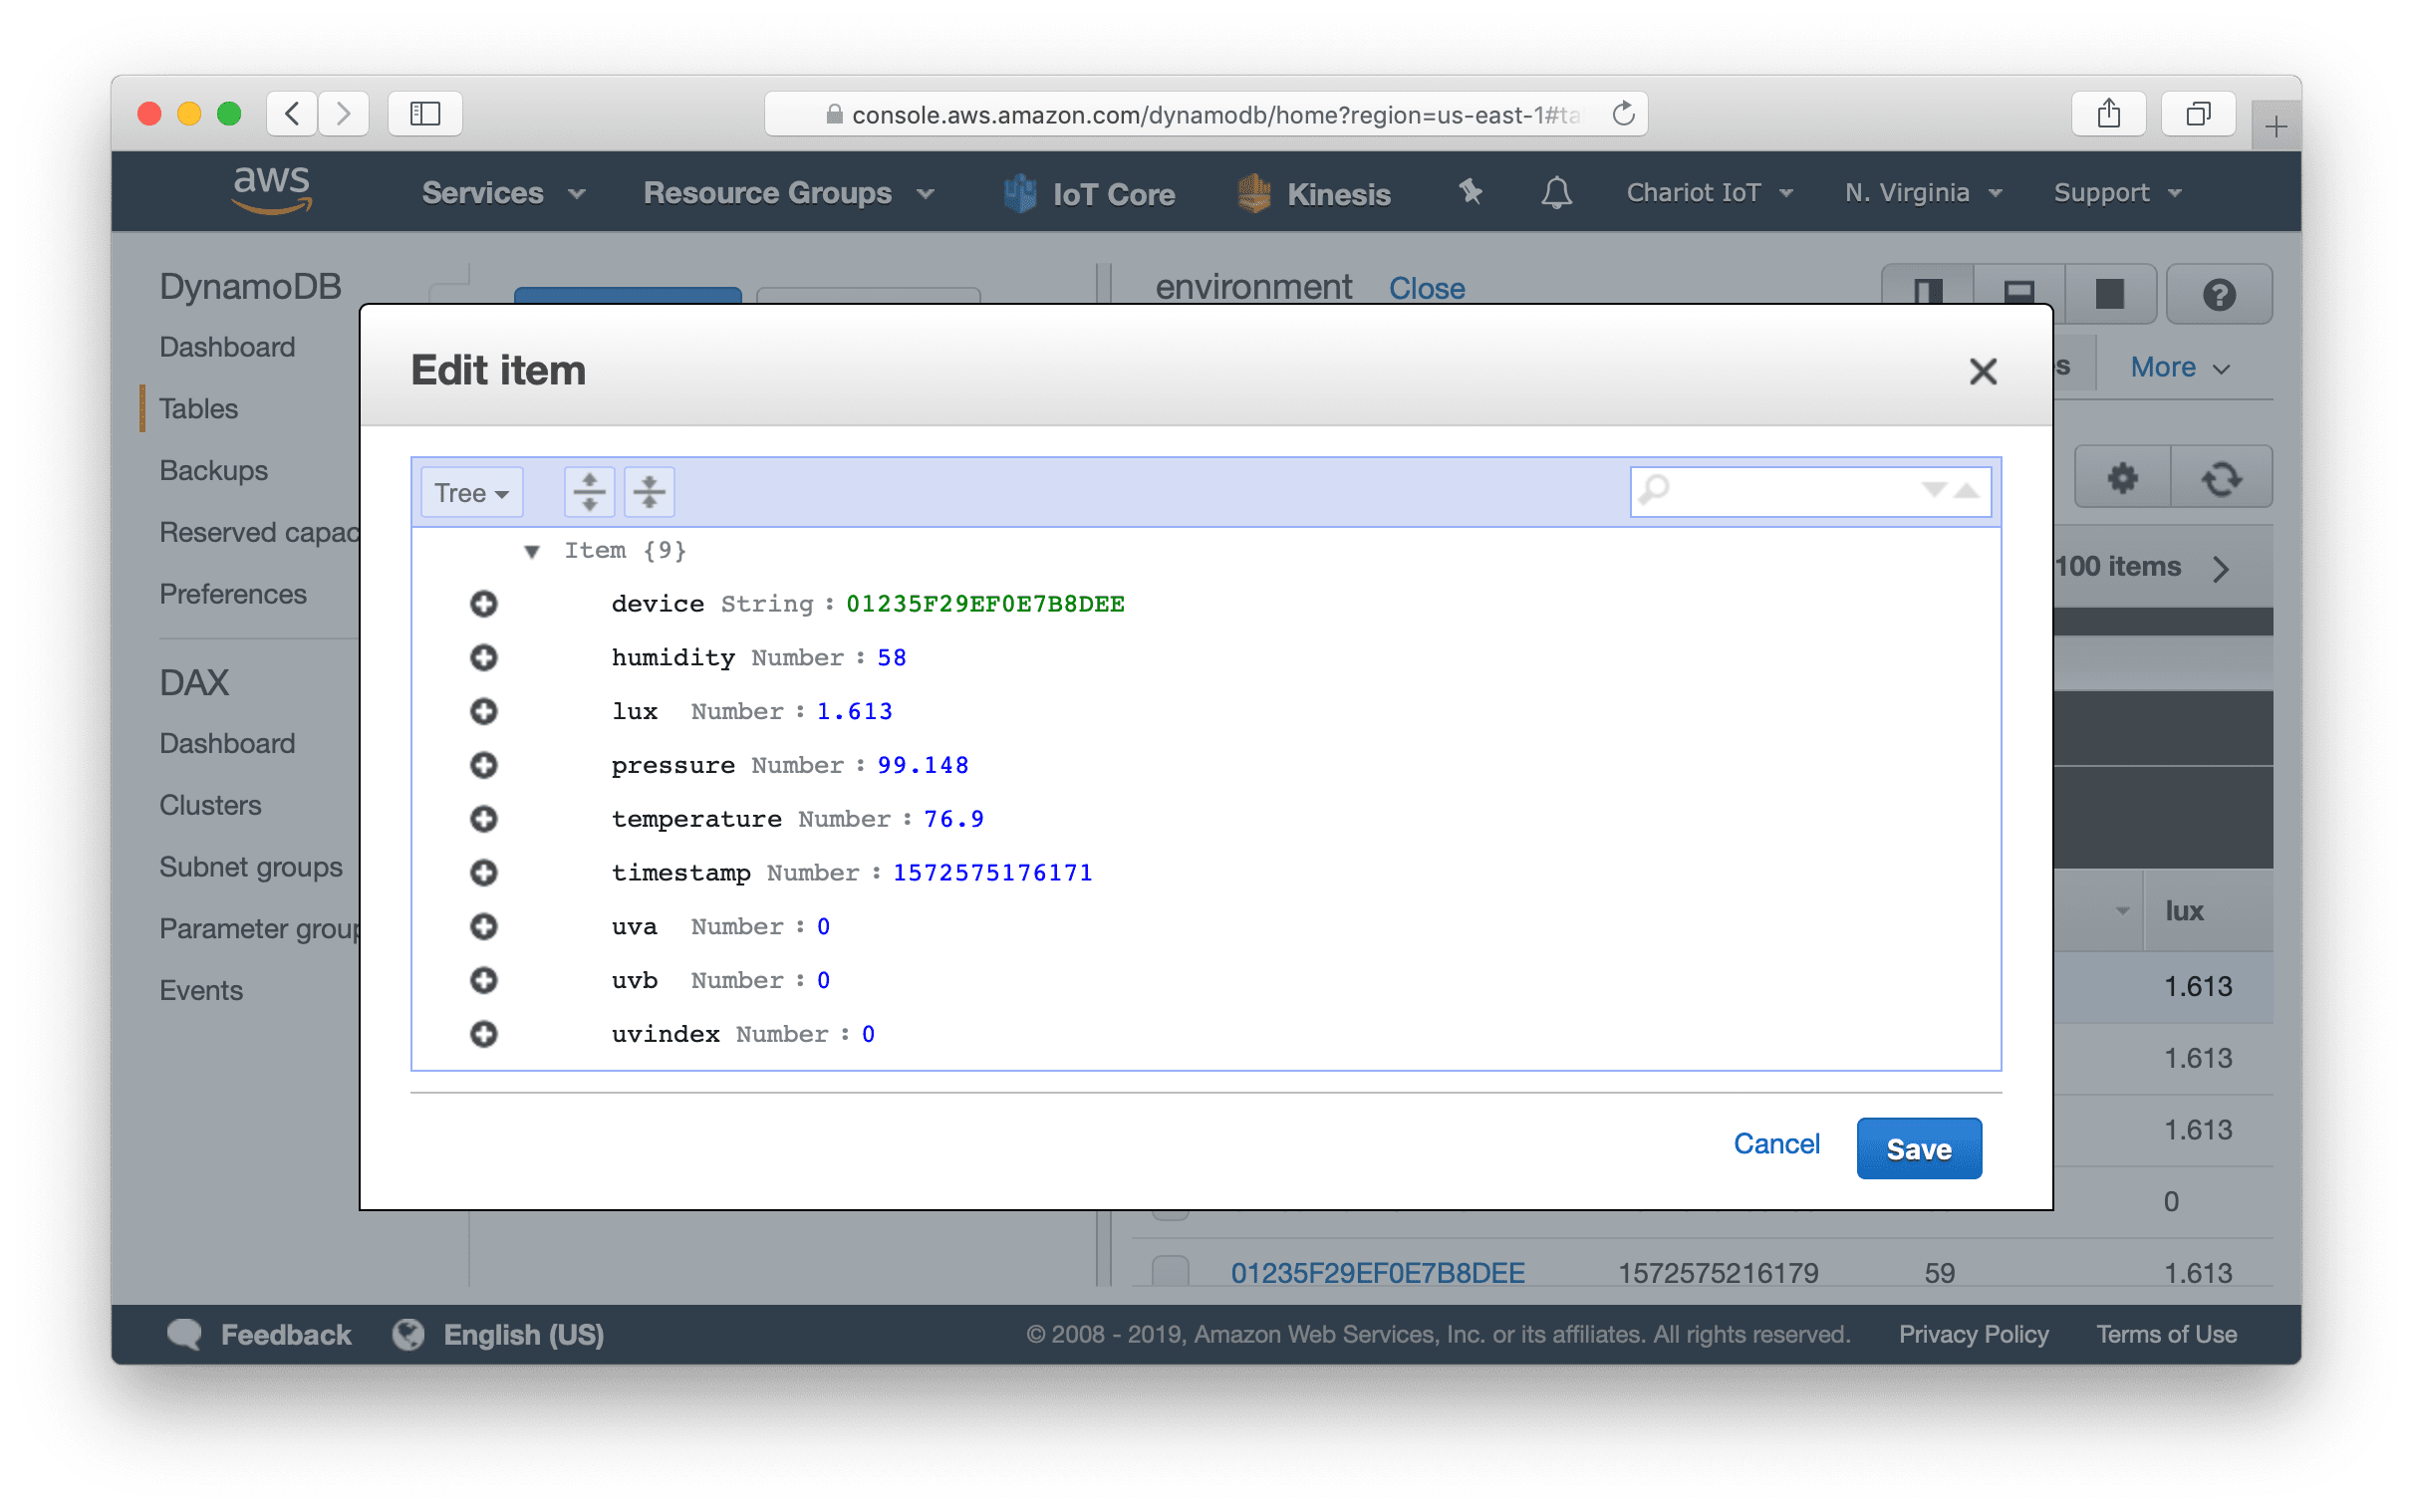 console.aws.amazon.com/dynamodb/home?region=us-east-1#ta
aws Services Resource Groups IoT Core Kinesis Chariot IoT N. Virginia Support
DynamoDB
Dashboard
Tables
Backups
Reserved capac
Preferences
DAX
Dashboard
Clusters
Subnet groups
Parameter group
Events
environment Close
s More
100 items
Edit item
Tree
Item {9}
device String : 01235F29EF0E7B8DEE
humidity Number : 58
lux Number : 1.613
pressure Number : 99.148
temperature Number : 76.9
timestamp Number : 1572575176171
uva Number : 0
uvb Number : 0
uvindex Number : 0
Cancel Save
lux
1.613
1.613
1.613
0
01235F29EF0E7B8DEE 1572575216179 59 1.613
Feedback English (US) © 2008 - 2019, Amazon Web Services, Inc. or its affiliates. All rights reserved. Privacy Policy Terms of Use